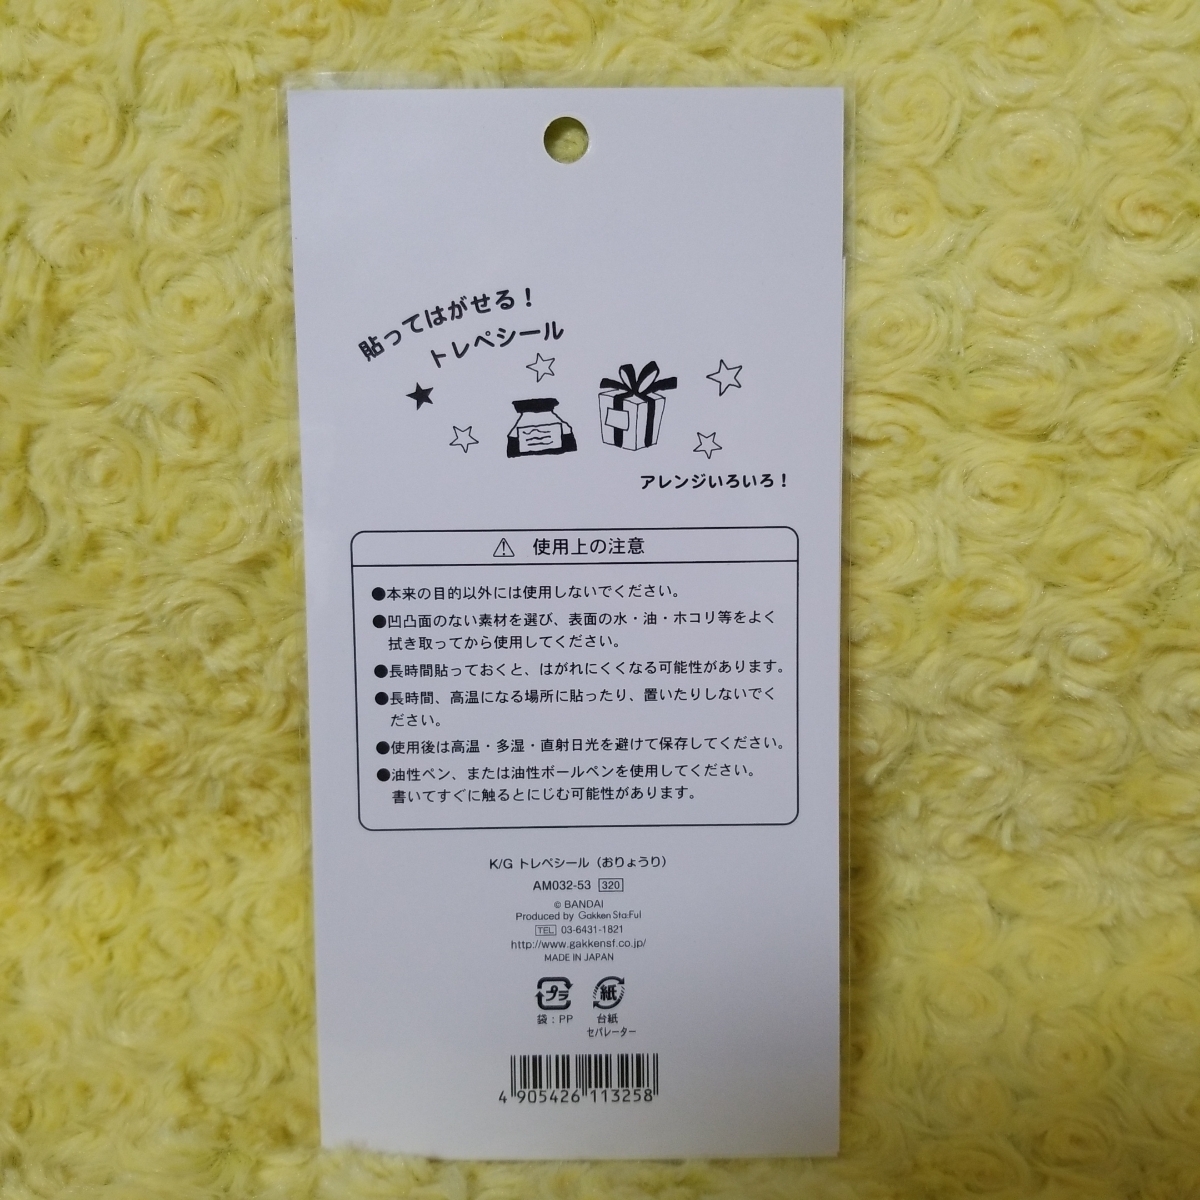 貼ってはがせる！
トレペシール
アレンジいろいろ！
⚠ 使用上の注意
●本来の目的以外には使用しないでください。
●凹凸面のない素材を選び、表面の水・油・ホコリ等をよく
拭き取ってから使用してください。
●長時間貼っておくと、はがれにくくなる可能性があります。
●長時間、高温になる場所に貼ったり、置いたりしないでく
ださい。
●使用後は高温・多湿・直射日光を避けて保存してください。
●油性ペン、または油性ボールペンを使用してください。
書いてすぐに触るとにじむ可能性があります。
K/G トレペシール（おりょうり）
AM032-53 320
© BANDAI
Produced by Gakken Sta:Ful
TEL 03-6431-1821
http://www.gakkensf.co.jp/
MADE IN JAPAN
プラ 紙
袋：PP 台紙
セパレーター
4 905426 113258